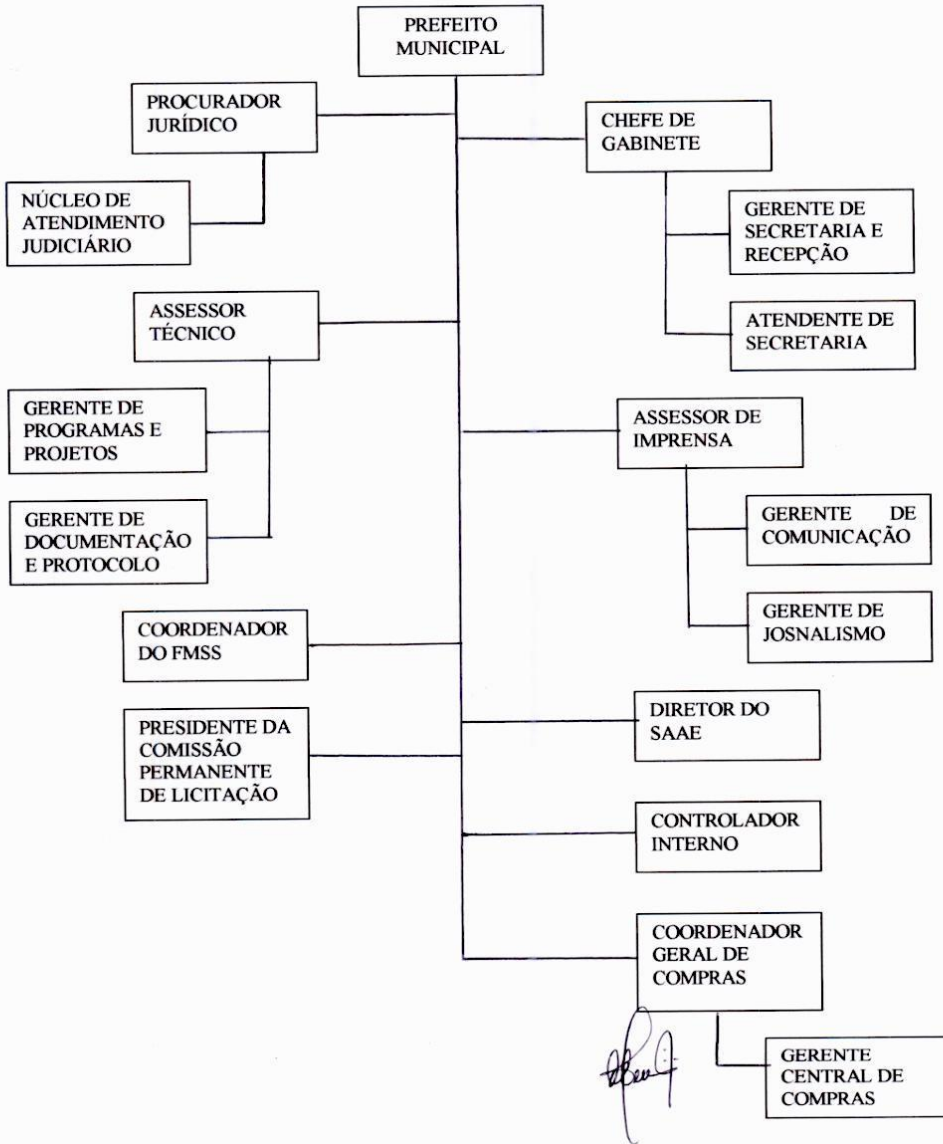 PREFEITO
MUNICIPAL
PROCURADOR
JURÍDICO
CHEFE DE
GABINETE
NÚCLEO DE
ATENDIMENTO
JUDICIÁRIO
GERENTE DE
SECRETARIA E
RECEPÇÃO
ASSESSOR
TÉCNICO
ATENDENTE DE
SECRETARIA
GERENTE DE
PROGRAMAS E
PROJETOS
ASSESSOR DE
IMPRENSA
GERENTE DE
DOCUMENTAÇÃO
E PROTOCOLO
GERENTE DE
COMUNICAÇÃO
COORDENADOR
DO FMSS
GERENTE DE
JOSNALISMO
PRESIDENTE DA
COMISSÃO
PERMANENTE
DE LICITAÇÃO
DIRETOR DO
SAAE
CONTROLADOR
INTERNO
COORDENADOR
GERAL DE
COMPRAS
GERENTE
CENTRAL DE
COMPRAS